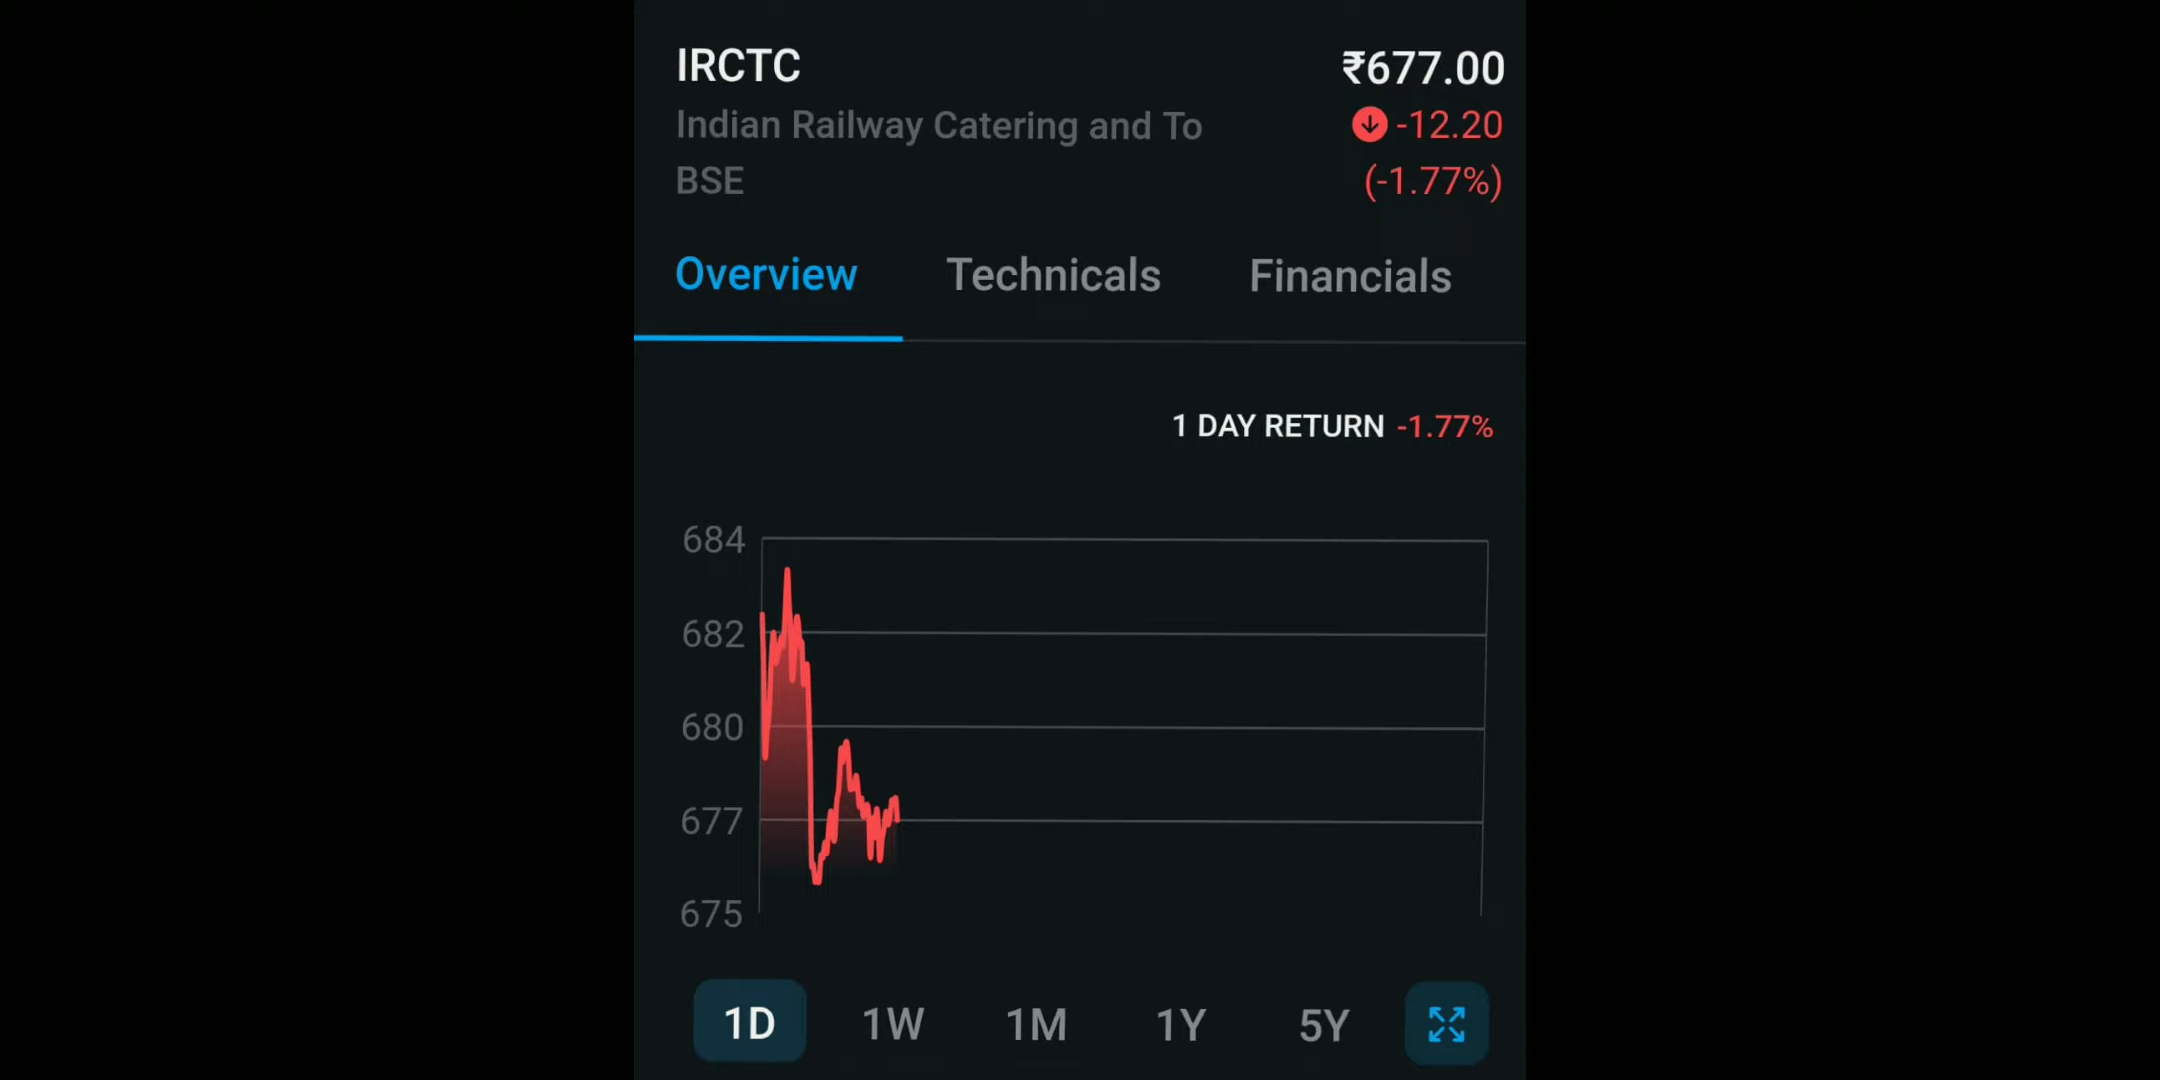 IRCTC
₹677.00
Indian Railway Catering and To
-12.20
BSE
(-1.77%)
Overview Technicals Financials
1 DAY RETURN -1.77%
684
682
680
677
675
1D 1W 1M 1Y 5Y